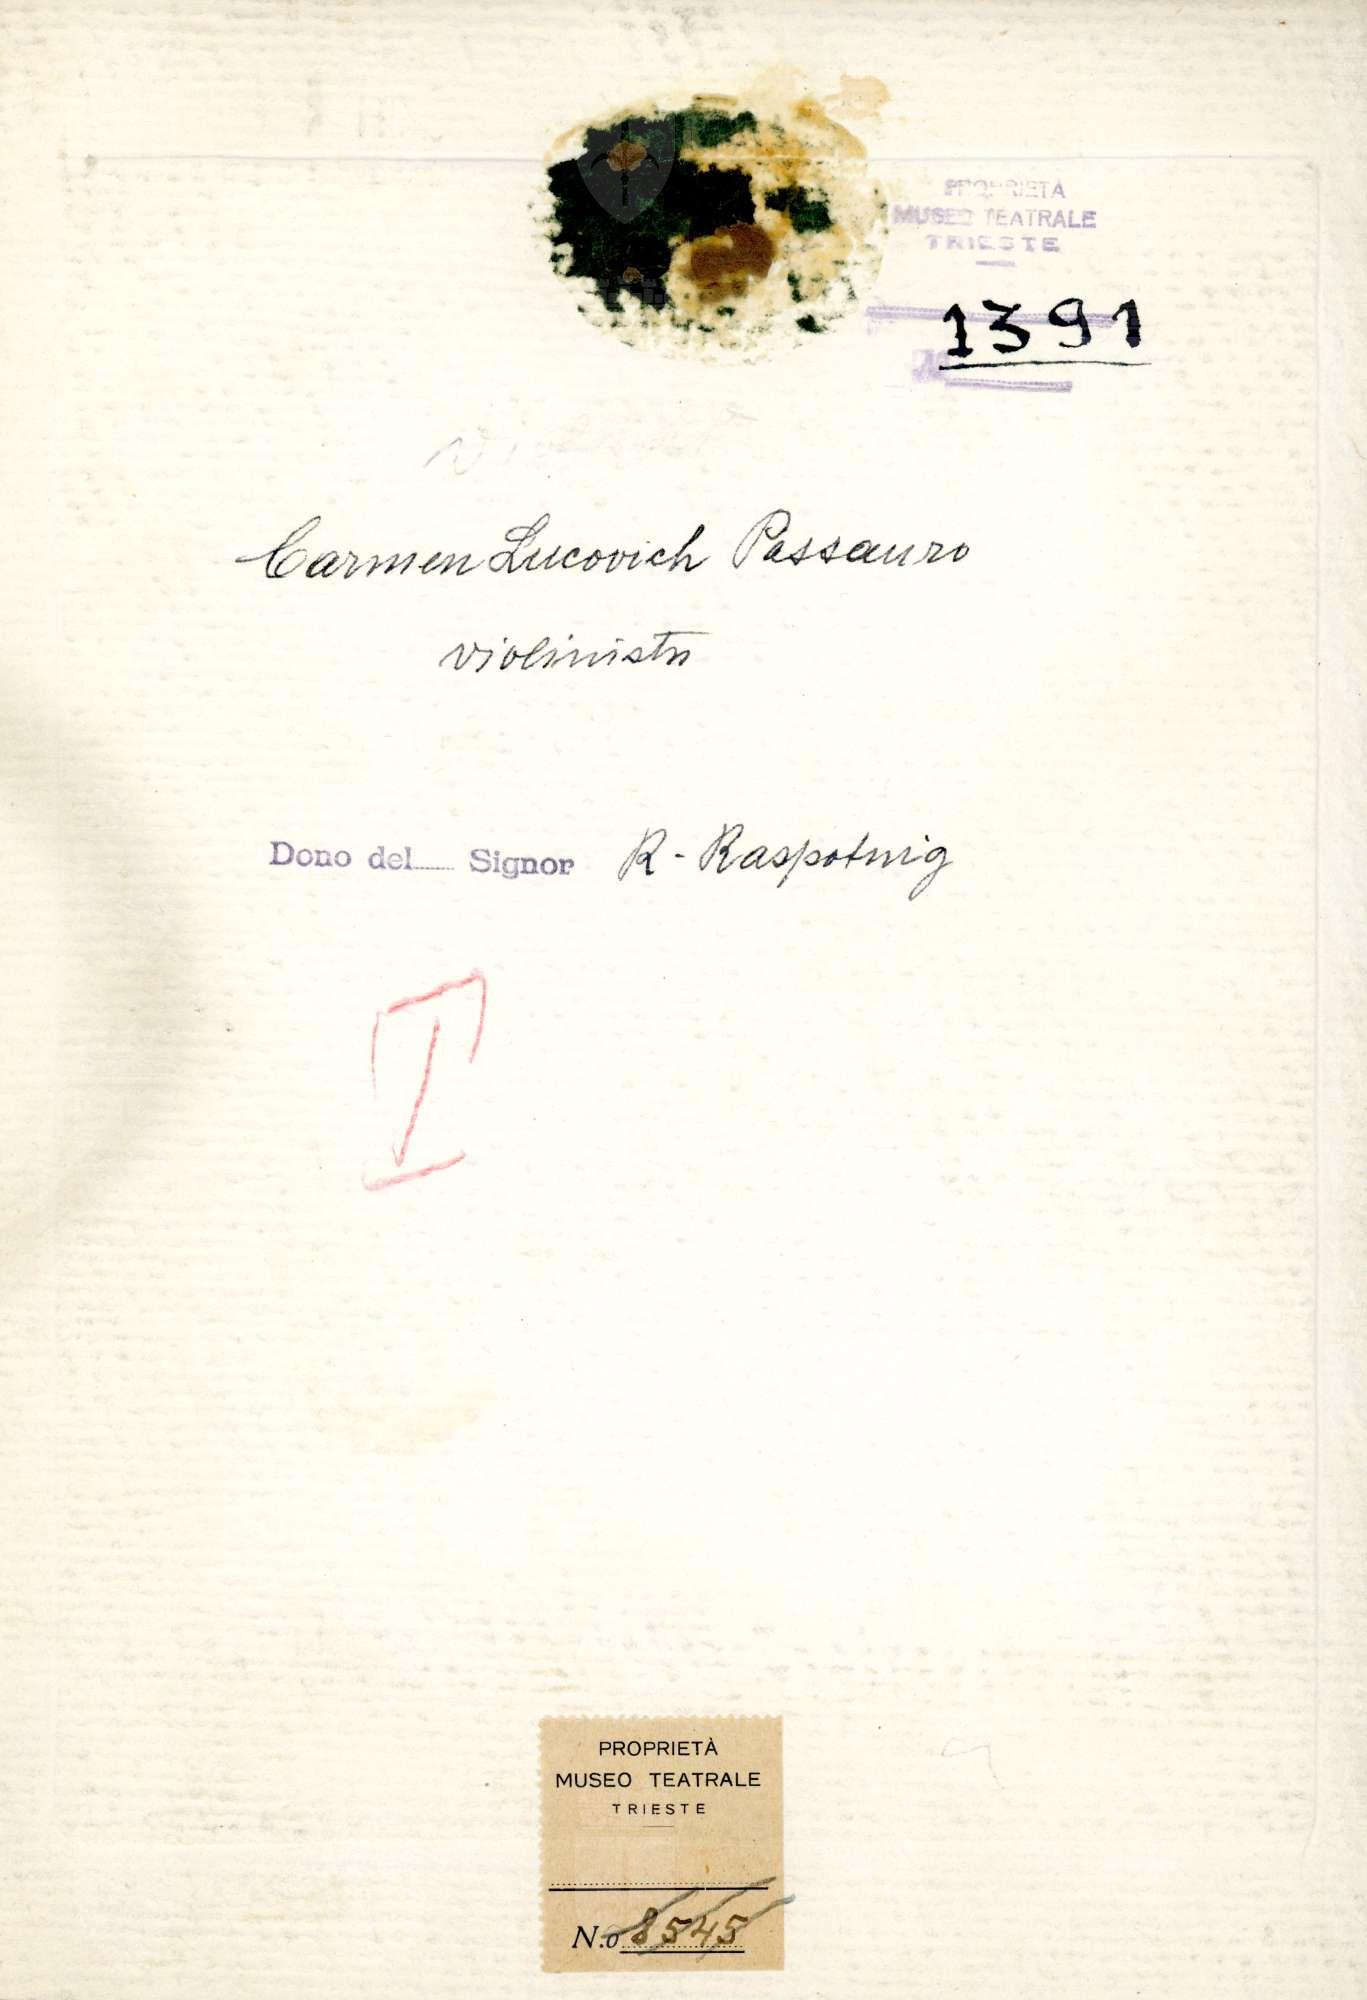 PROPRIETÀ
MUSEO TEATRALE
TRIESTE
1391
Carmen Lucovich Passauro
violinista
Dono del Signor R. Raspotnig
T
PROPRIETÀ
MUSEO TEATRALE
TRIESTE
N.o 8545